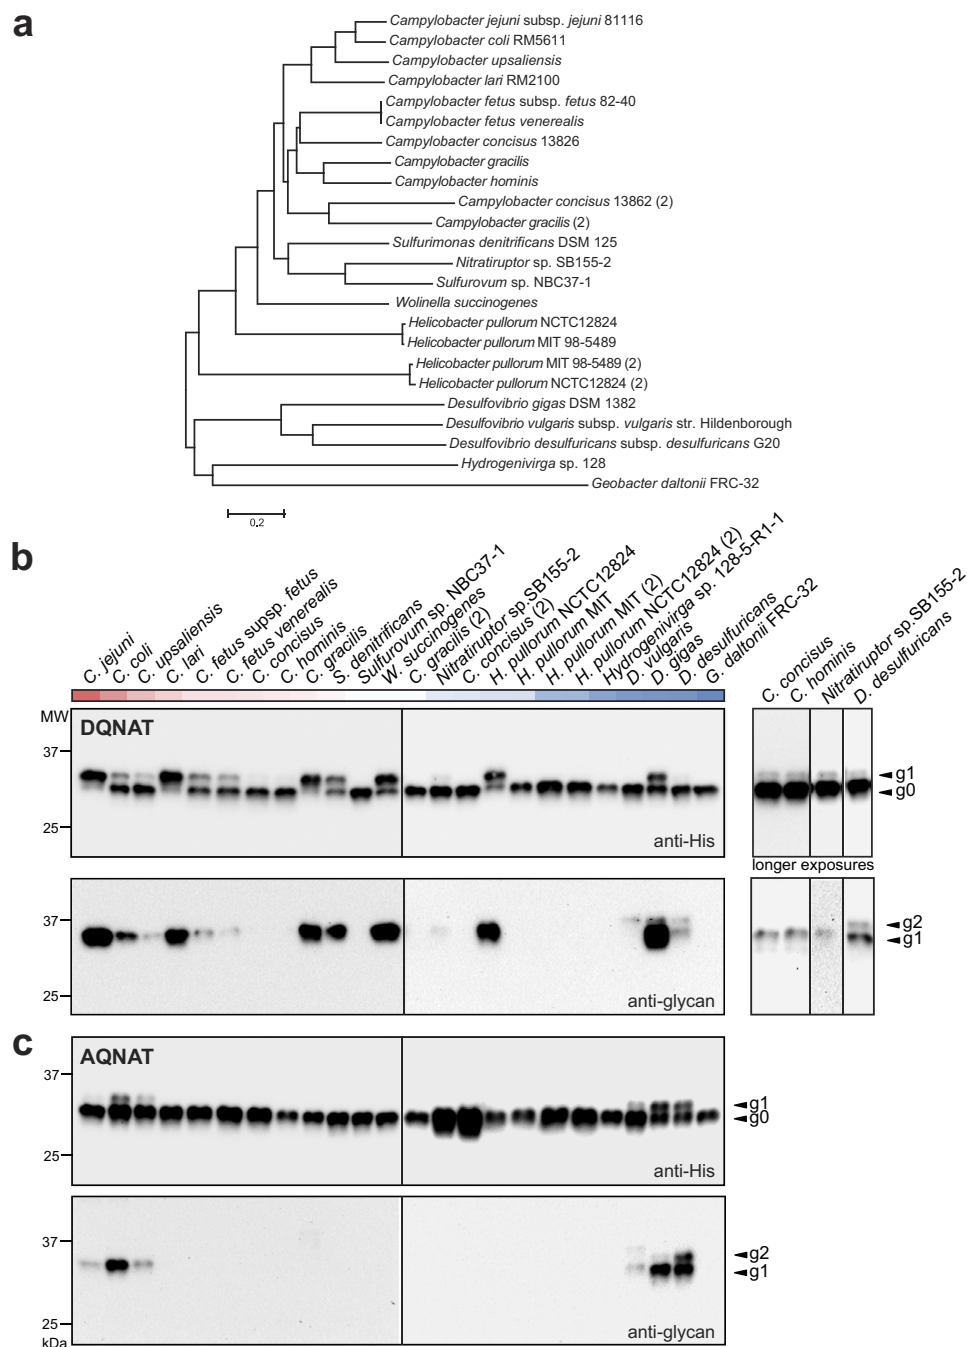 a
Campylobacter jejuni subsp. jejuni 81116
Campylobacter coli RM5611
Campylobacter upsaliensis
Campylobacter lari RM2100
Campylobacter fetus subsp. fetus 82-40
Campylobacter fetus venerealis
Campylobacter concisus 13826
Campylobacter gracilis
Campylobacter hominis
Campylobacter concisus 13862 (2)
Campylobacter gracilis (2)
Sulfurimonas denitrificans DSM 125
Nitratiruptor sp. SB155-2
Sulfurovum sp. NBC37-1
Wolinella succinogenes
Helicobacter pullorum NCTC12824
Helicobacter pullorum MIT 98-5489
Helicobacter pullorum MIT 98-5489 (2)
Helicobacter pullorum NCTC12824 (2)
Desulfovibrio gigas DSM 1382
Desulfovibrio vulgaris subsp. vulgaris str. Hildenborough
Desulfovibrio desulfuricans subsp. desulfuricans G20
Hydrogenivirga sp. 128
Geobacter daltonii FRC-32
0.2
b
C. jejuni
C. coli
C. upsaliensis
C. lari
C. fetus supsp. fetus
C. fetus venerealis
C. concisus
C. hominis
C. gracilis
S. denitrificans
Sulfurovum sp. NBC37-1
W. succinogenes
C. gracilis (2)
Nitratiruptor sp.SB155-2
C. concisus (2)
H. pullorum NCTC12824
H. pullorum MIT
H. pullorum MIT (2)
H. pullorum NCTC12824 (2)
Hydrogenivirga sp. 128-5-R1-1
D. vulgaris
D. gigas
D. desulfuricans
G. daltonii FRC-32
C. concisus
C. hominis
Nitratiruptor sp.SB155-2
D. desulfuricans
MW
DQNAT
37
25
anti-His
g1
g0
longer exposures
37
25
anti-glycan
g2
g1
c
AQNAT
37
25
anti-His
g1
g0
37
25
kDa
anti-glycan
g2
g1